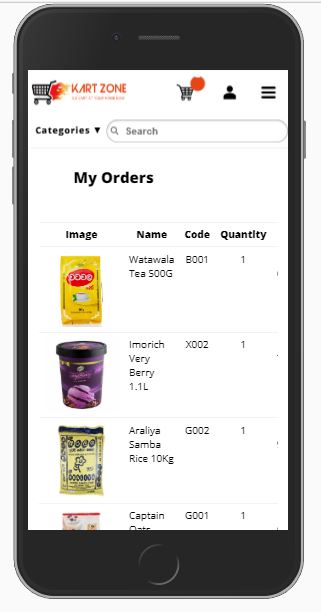 KART ZONE
Categories ▼
Search
My Orders
Image Name Code Quantity
Watawala B001 1
Tea 500G
වටවල
Imorich X002 1
Very
Berry
1.1L
Araliya G002 1
Samba
Rice 10Kg
Captain G001 1
Oats